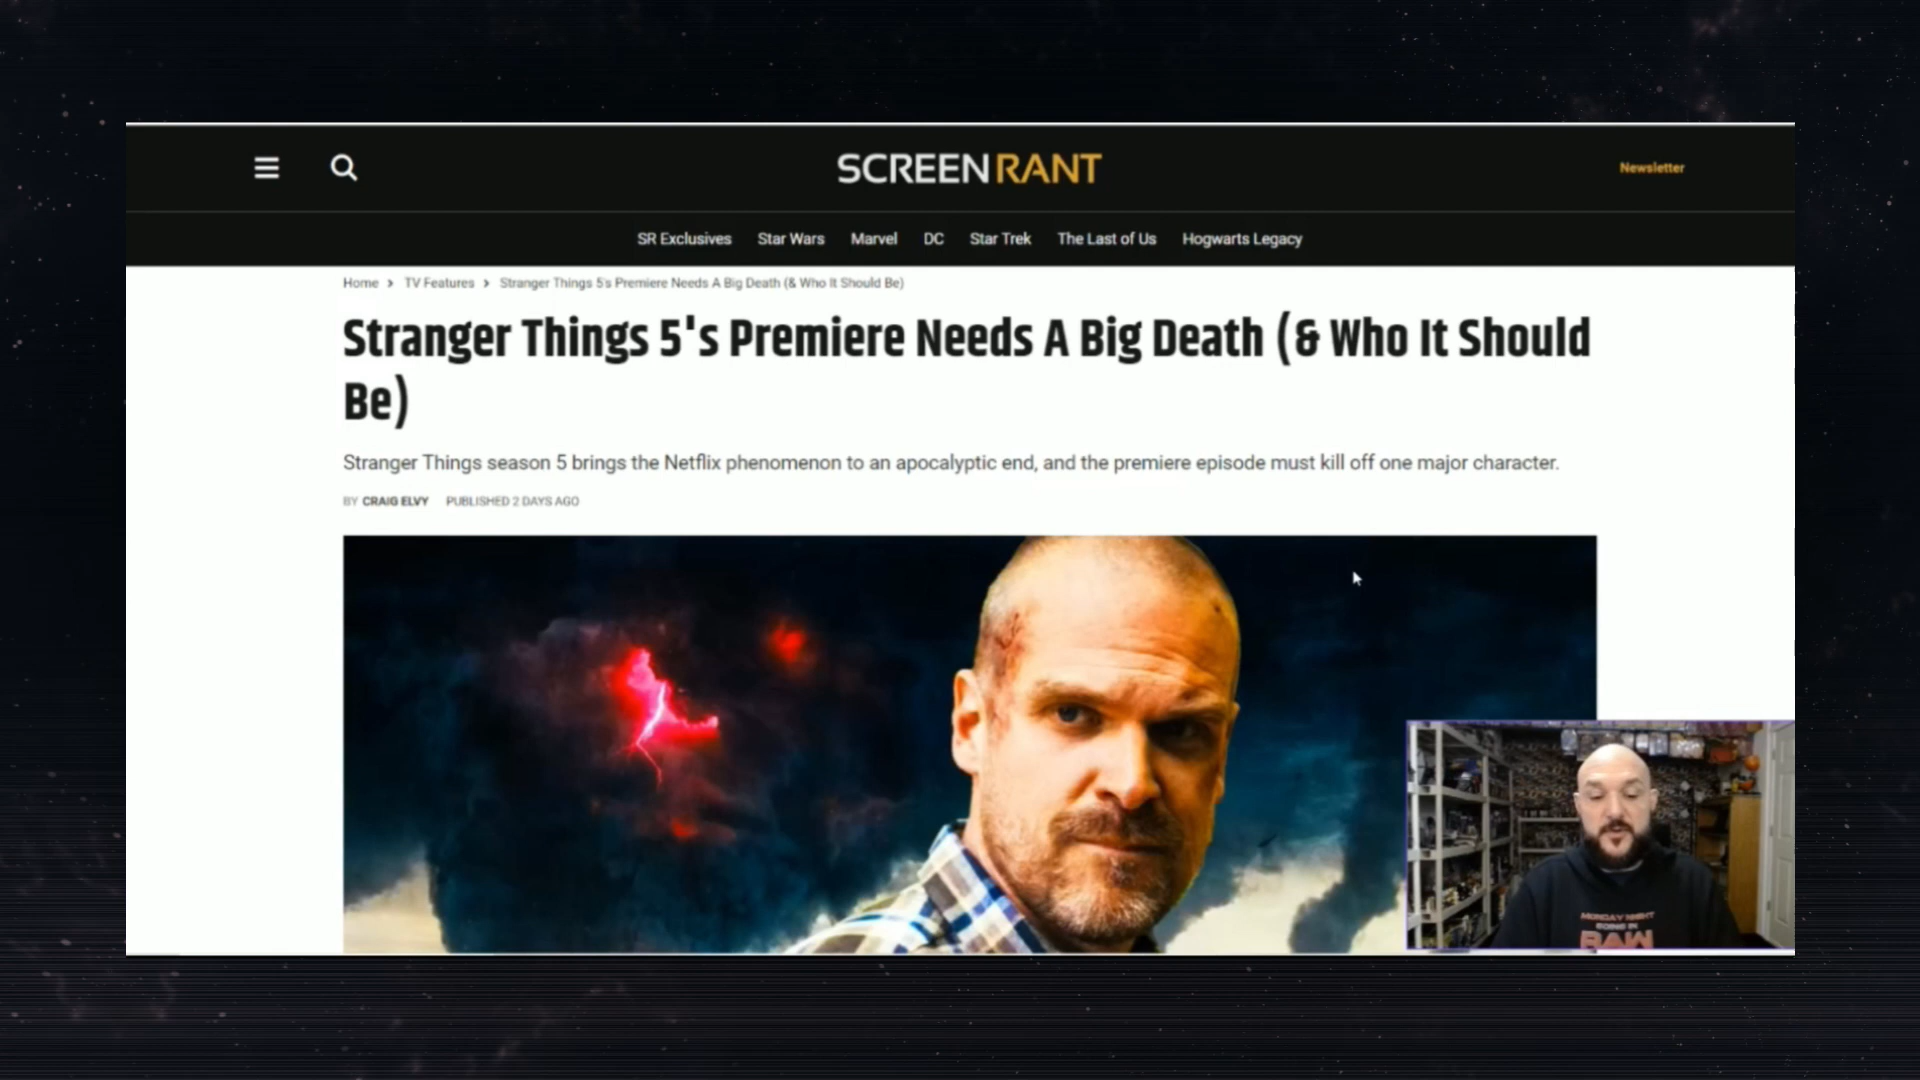 SCREENRANT
Newsletter
SR Exclusives Star Wars Marvel DC Star Trek The Last of Us Hogwarts Legacy
Home > TV Features > Stranger Things 5's Premiere Needs A Big Death (& Who It Should Be)
Stranger Things 5's Premiere Needs A Big Death (& Who It Should
Be)
Stranger Things season 5 brings the Netflix phenomenon to an apocalyptic end, and the premiere episode must kill off one major character.
BY CRAIG ELVY PUBLISHED 2 DAYS AGO
MONDAY NIGHT
RAW